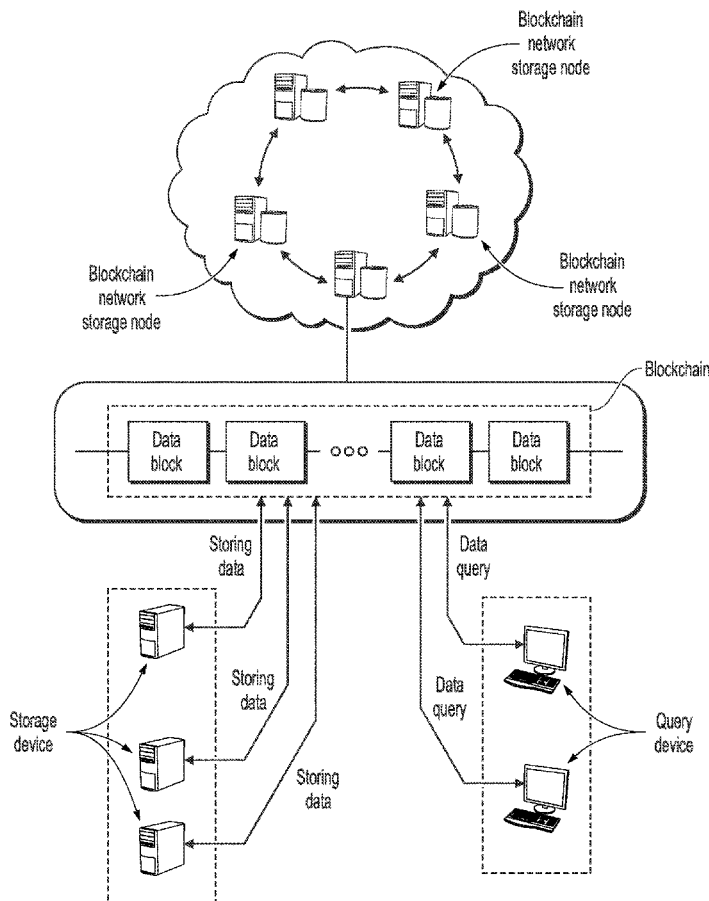 Blockchain
network
storage node
Blockchain
network
storage node
Blockchain
network
storage node
Blockchain
Data
block
Data
block
Data
block
Data
block
Storing
data
Data
query
Storing
data
Data
query
Storage
device
Query
device
Storing
data